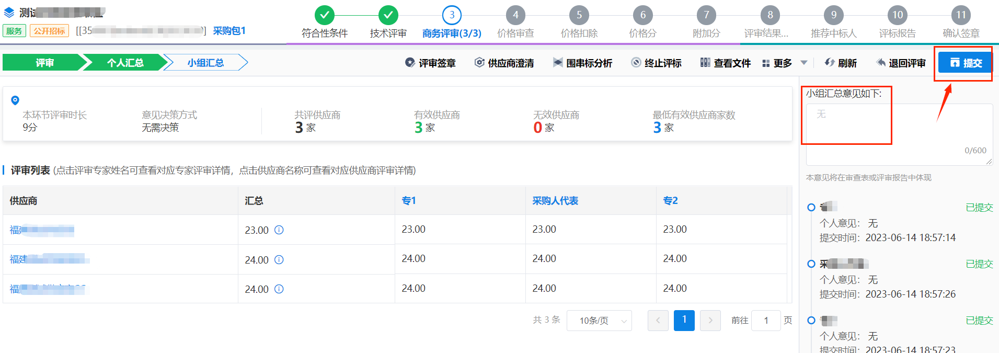 测试
服务 公开招标 [[35 )] 采购包1
3 4 5 6 7 8 9 10 11
符合性条件 技术评审 商务评审(3/3) 价格审查 价格扣除 价格分 附加分 评审结果... 推荐中标人 评标报告 确认签章
评审 个人汇总 小组汇总
评审签章 供应商澄清 围串标分析 终止评标 查看文件 更多 刷新 退回评审 提交
本环节评审时长 意见决策方式 共评供应商 有效供应商 无效供应商 最低有效供应商家数
9分 无需决策 3 家 3 家 0 家 3 家
评审列表 (点击评审专家姓名可查看对应专家评审详情，点击供应商名称可查看对应供应商评审详情)
供应商 汇总 专1 采购人代表 专2
福建 23.00 23.00 23.00 23.00
福建 24.00 24.00 24.00 24.00
福 24.00 24.00 24.00 24.00
共 3 条 10条/页 1 前往 1 页
小组汇总意见如下:
无
0/600
本意见将在审查表或评审报告中体现
已提交
个人意见： 无
提交时间：2023-06-14 18:57:14
采 已提交
个人意见： 无
提交时间：2023-06-14 18:57:26
已提交
个人意见： 无
提交时间：2023-06-14 18:57:23